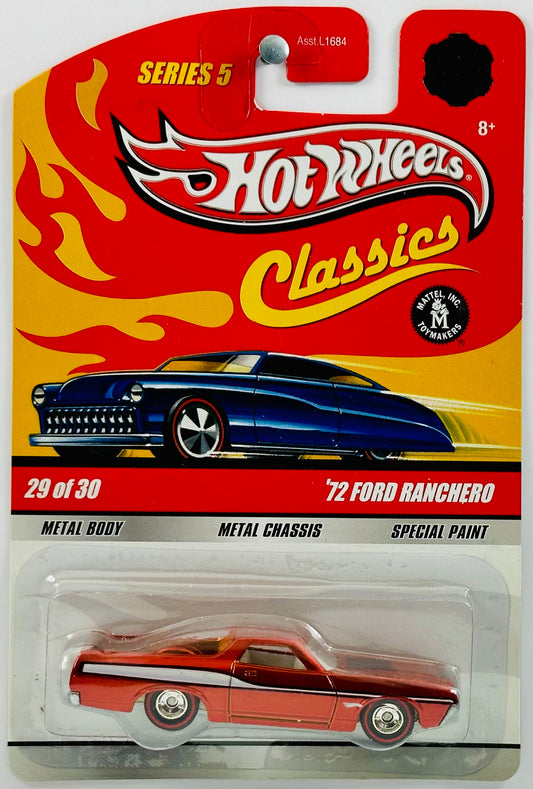 Asst.L1684
SERIES 5
8+
Hot Wheels®
Classics
MATTEL, INC.
M
TOYMAKERS
®
29 of 30
'72 FORD RANCHERO
METAL BODY
METAL CHASSIS
SPECIAL PAINT